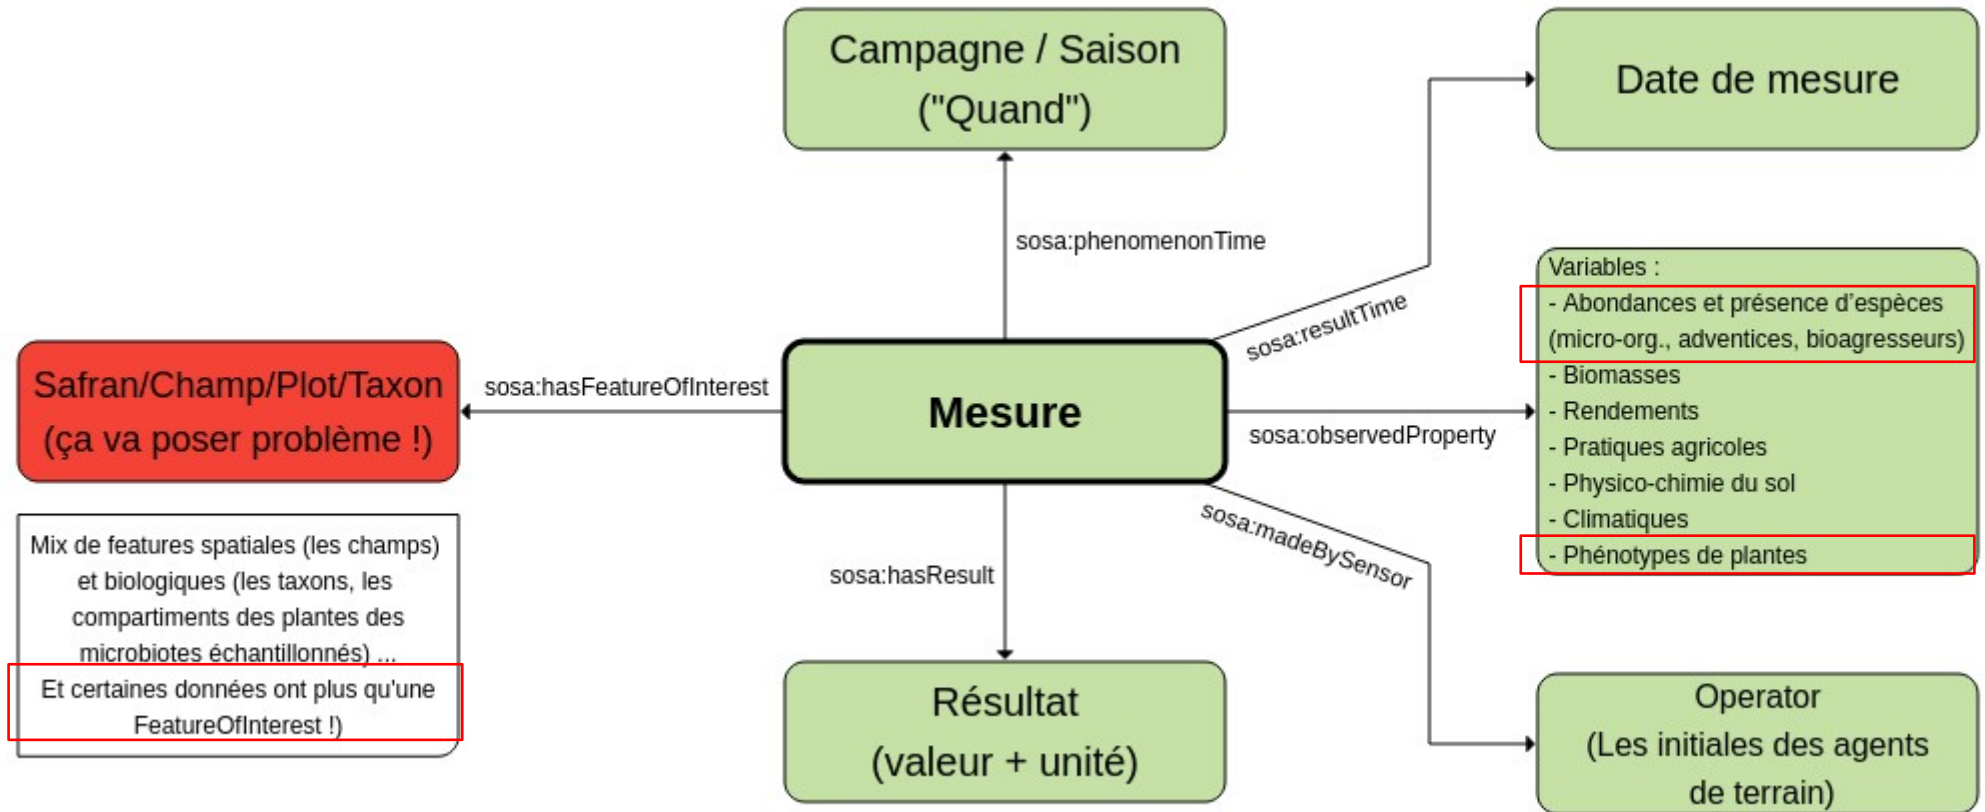 Campagne / Saison
("Quand")
Date de mesure
sosa:phenomenonTime
sosa:resultTime
Variables :
- Abondances et présence d'espèces
(micro-org., adventices, bioagresseurs)
- Biomasses
- Rendements
- Pratiques agricoles
- Physico-chimie du sol
- Climatiques
- Phénotypes de plantes
Safran/Champ/Plot/Taxon
(ça va poser problème !)
sosa:hasFeatureOfInterest
Mesure
sosa:observedProperty
Mix de features spatiales (les champs)
et biologiques (les taxons, les
compartiments des plantes des
microbiotes échantillonnés) ...
Et certaines données ont plus qu'une
FeatureOfInterest !)
sosa:hasResult
sosa:madeBySensor
Résultat
(valeur + unité)
Operator
(Les initiales des agents
de terrain)